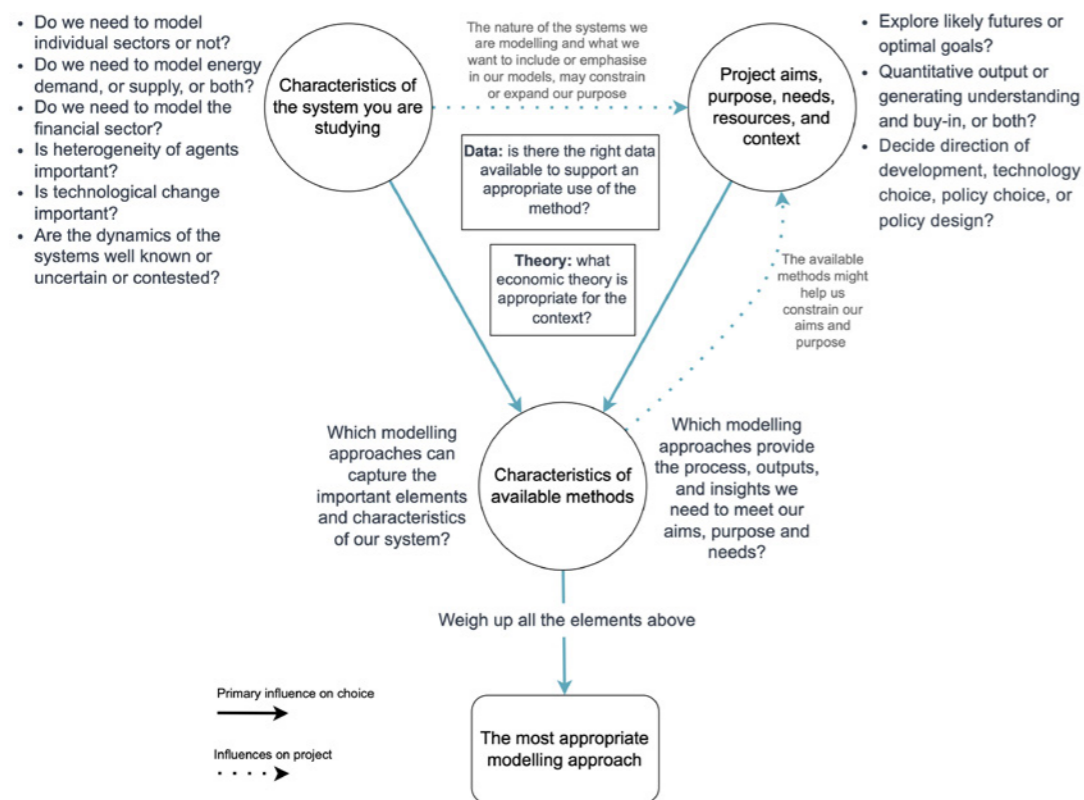 • Do we need to model
individual sectors or not?
• Do we need to model energy
demand, or supply, or both?
• Do we need to model the
financial sector?
• Is heterogeneity of agents
important?
• Is technological change
important?
• Are the dynamics of the
systems well known or
uncertain or contested?
Characteristics
of the system you are
studying
The nature of the systems we
are modelling and what we
want to include or emphasise
in our models, may constrain
or expand our purpose
Project aims,
purpose, needs,
resources, and
context
• Explore likely futures or
optimal goals?
• Quantitative output or
generating understanding
and buy-in, or both?
• Decide direction of
development, technology
choice, policy choice, or
policy design?
Data: is there the right data
available to support an
appropriate use of the
method?
Theory: what
economic theory is
appropriate for the
context?
The available
methods might
help us
constrain our
aims and
purpose
Which modelling
approaches can
capture the
important elements
and characteristics
of our system?
Characteristics of
available methods
Which modelling
approaches provide
the process, outputs,
and insights we
need to meet our
aims, purpose and
needs?
Weigh up all the elements above
Primary influence on choice
Influences on project
The most appropriate
modelling approach